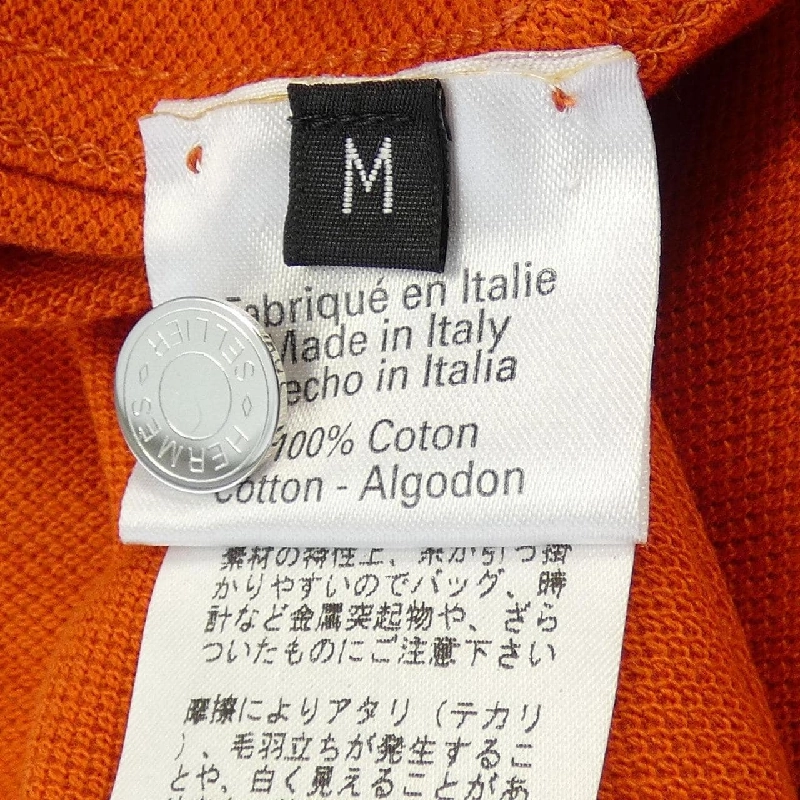 M
Fabriqué en Italie
Made in Italy
echo in Italia
100% Coton
Cotton - Algodon
HERMES SELLIER
素材の特性上、糸が引っ掛
かりやすいのでバッグ、時
計など金属突起物や、ざら
ついたものにご注意下さい
摩擦によりアタリ（テカリ
）、毛羽立ちが発生するこ
とや、白く見えることがあ